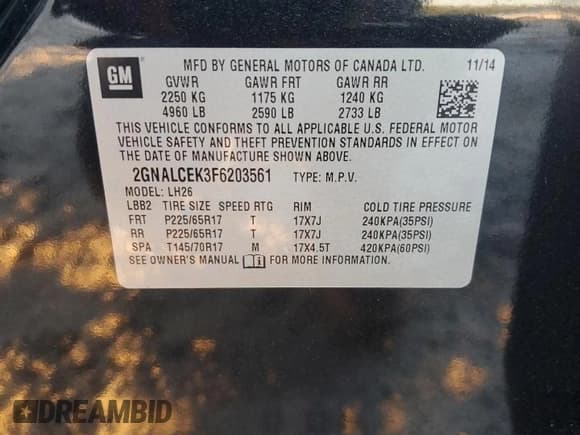 GM
MFD BY GENERAL MOTORS OF CANADA LTD. 11/14
GVWR GAWR FRT GAWR RR
2250 KG 1175 KG 1240 KG
4960 LB 2590 LB 2733 LB
THIS VEHICLE CONFORMS TO ALL APPLICABLE U.S. FEDERAL MOTOR
VEHICLE SAFETY AND THEFT PREVENTION STANDARDS IN EFFECT ON
THE DATE OF MANUFACTURE SHOWN ABOVE.
2GNALCEK3F6203561 TYPE: M.P.V.
MODEL: LH26
LBB2 TIRE SIZE SPEED RTG RIM COLD TIRE PRESSURE
FRT P225/65R17 T 17X7J 240KPA(35PSI)
RR P225/65R17 T 17X7J 240KPA(35PSI)
SPA T145/70R17 M 17X4.5T 420KPA(60PSI)
SEE OWNER'S MANUAL FOR MORE INFORMATION.
DREAMBID